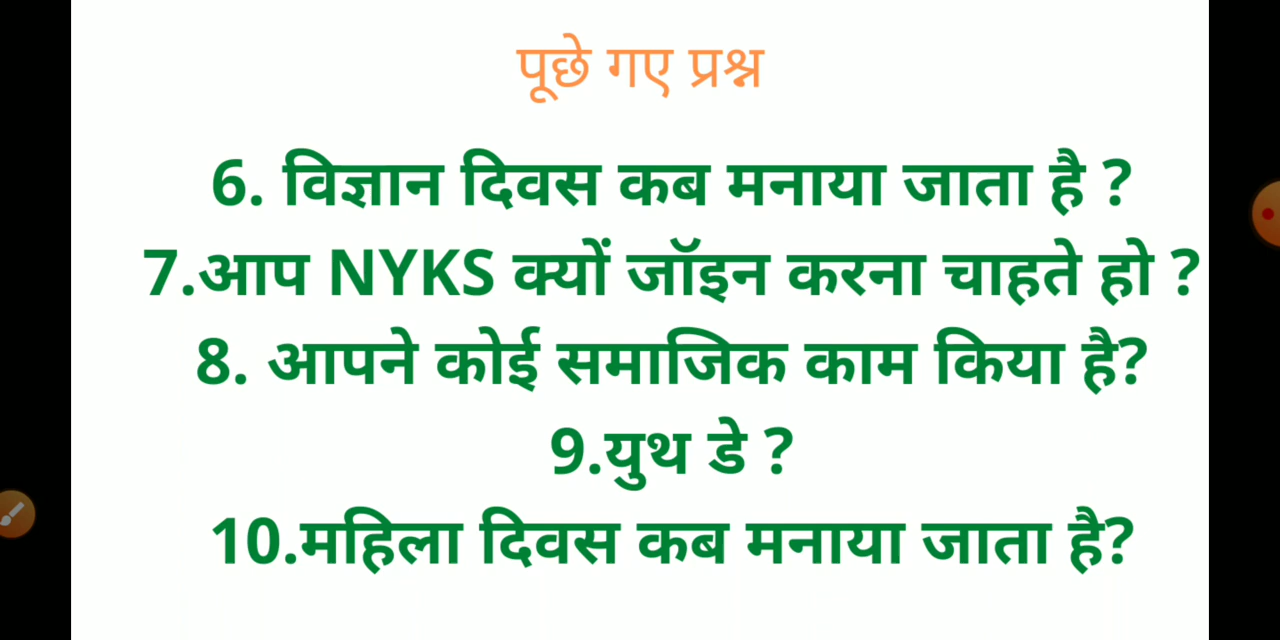 पूछे गए प्रश्न
6. विज्ञान दिवस कब मनाया जाता है ?
7.आप NYKS क्यों जॉइन करना चाहते हो ?
8. आपने कोई समाजिक काम किया है?
9.युथ डे ?
10.महिला दिवस कब मनाया जाता है?